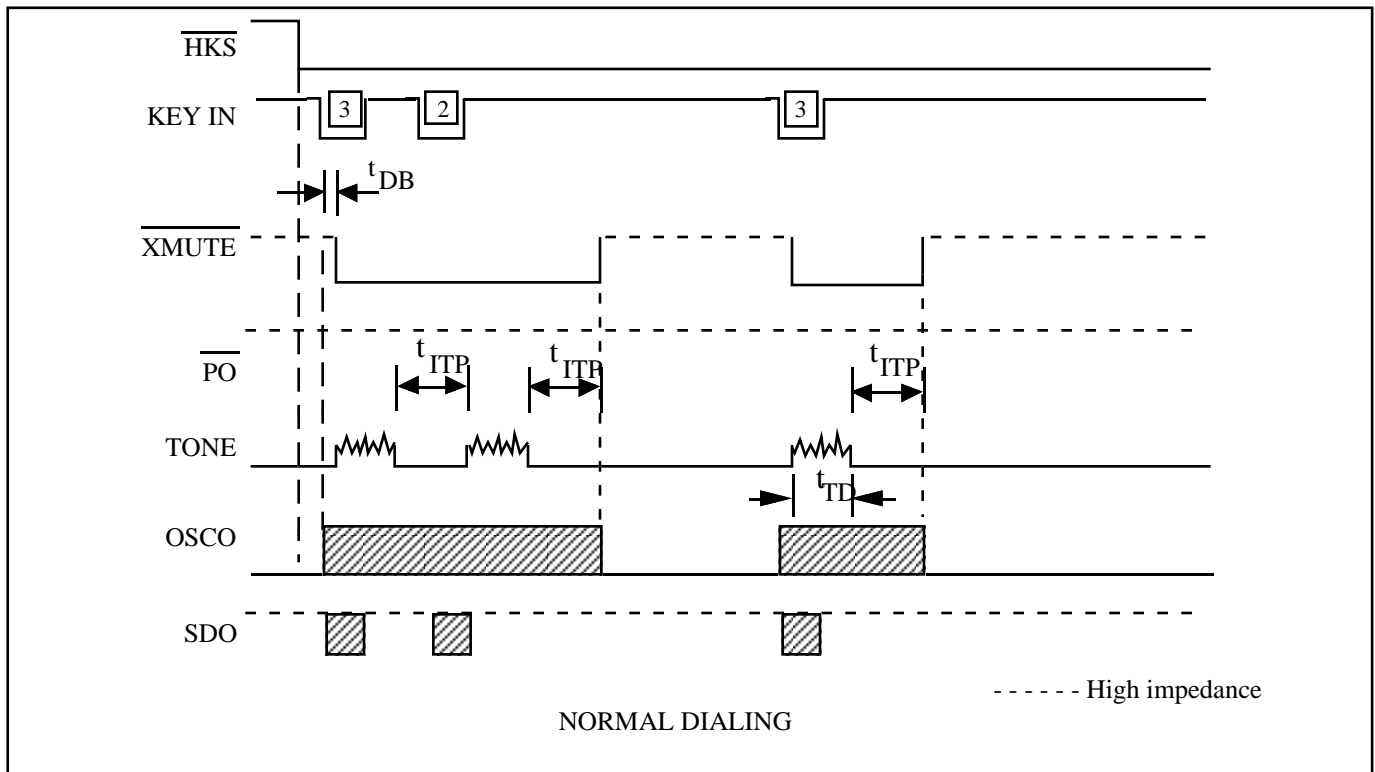 HKS
KEY IN 3 2 3
tDB
XMUTE
PO tITP tITP tITP
TONE
tTD
OSCO
SDO
- - - - - - High impedance
NORMAL DIALING